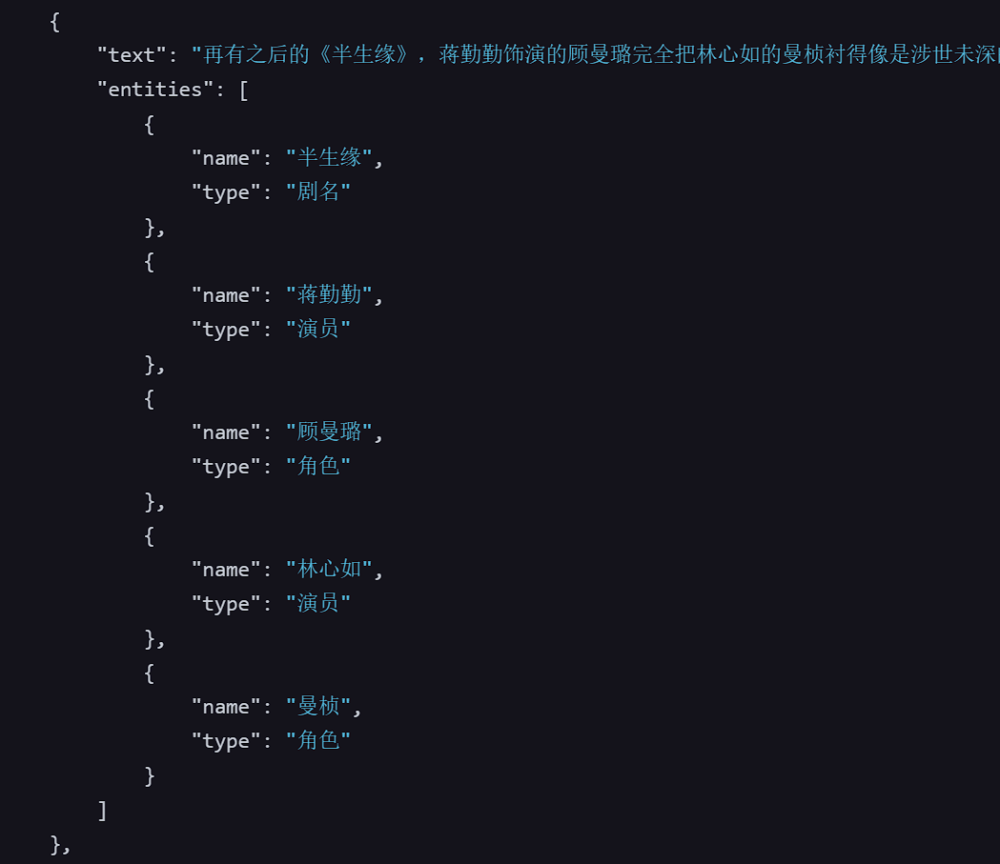 {
"text": "再有之后的《半生缘》，蒋勤勤饰演的顾曼璐完全把林心如的曼桢衬得像是涉世未深
"entities": [
{
"name": "半生缘",
"type": "剧名"
},
{
"name": "蒋勤勤",
"type": "演员"
},
{
"name": "顾曼璐",
"type": "角色"
},
{
"name": "林心如",
"type": "演员"
},
{
"name": "曼桢",
"type": "角色"
}
]
},